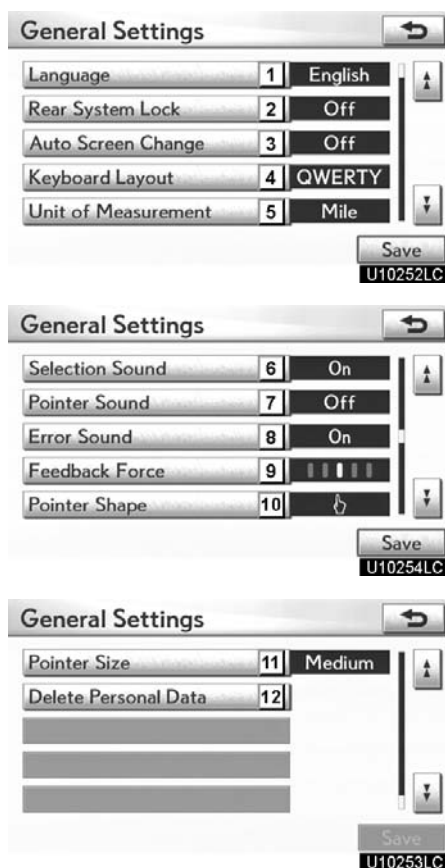 General Settings
Language 1 English
Rear System Lock 2 Off
Auto Screen Change 3 Off
Keyboard Layout 4 QWERTY
Unit of Measurement 5 Mile
Save
U10252LC
General Settings
Selection Sound 6 On
Pointer Sound 7 Off
Error Sound 8 On
Feedback Force 9
Pointer Shape 10
Save
U10254LC
General Settings
Pointer Size 11 Medium
Delete Personal Data 12
Save
U10253LC